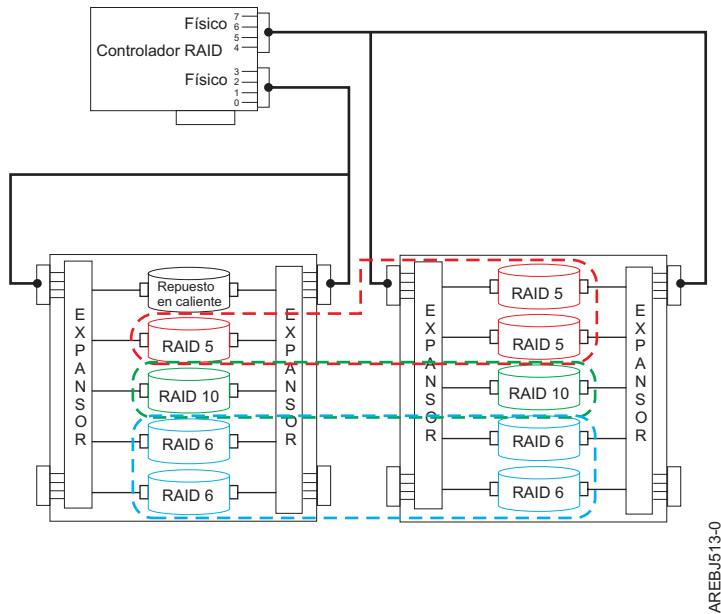 Físico
7
6
5
4
Controlador RAID
Físico
3
2
1
0
EXPANSOR
Repuesto
en caliente
RAID 5
RAID 10
RAID 6
RAID 6
EXPANSOR
EXPANSOR
RAID 5
RAID 5
RAID 10
RAID 6
RAID 6
EXPANSOR
AREBJ513-0